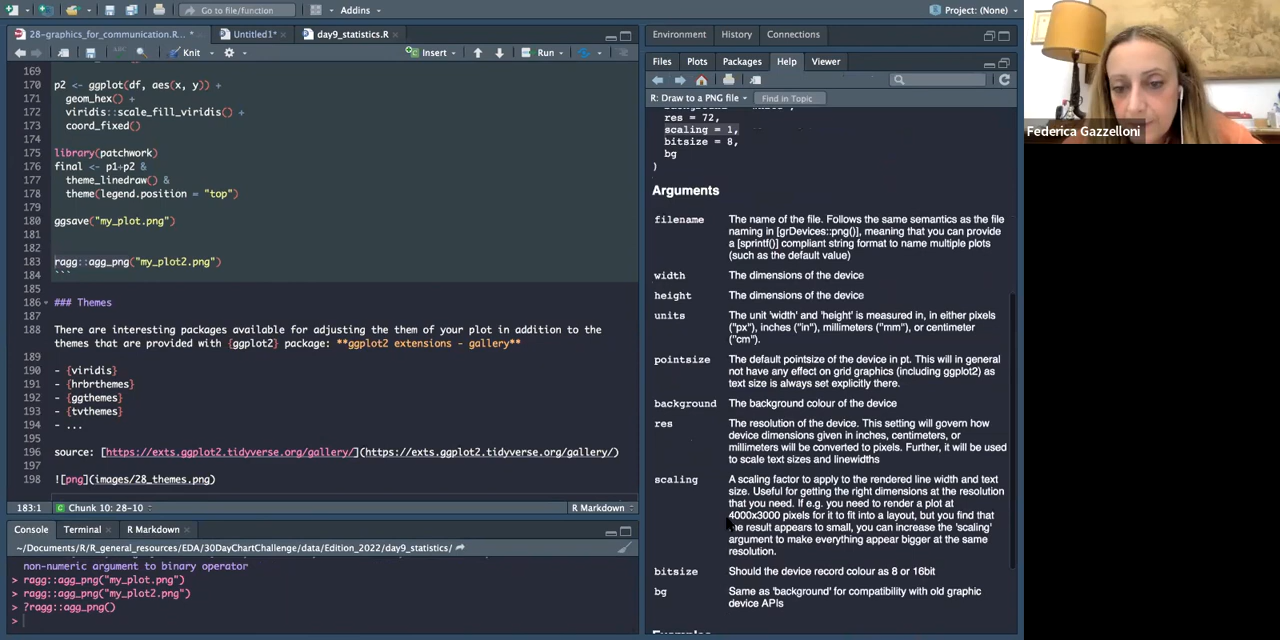 Go to file/function
Addins
Project: (None)
28-graphics_for_communication.R... *
Untitled1*
day9_statistics.R
Knit
Insert
Run
169
170 p2 <- ggplot(df, aes(x, y)) +
171 geom_hex() +
172 viridis::scale_fill_viridis() +
173 coord_fixed()
174
175 library(patchwork)
176 final <- p1+p2 &
177 theme_linedraw() &
178 theme(legend.position = "top")
179
180 ggsave("my_plot.png")
181
182
183 ragg::agg_png("my_plot2.png")
184 ```
185
186 ### Themes
187
188 There are interesting packages available for adjusting the them of your plot in addition to the
themes that are provided with {ggplot2} package: **ggplot2 extensions - gallery**
189
190 - {viridis}
191 - {hrbrthemes}
192 - {ggthemes}
193 - {tvthemes}
194 - ...
195
196 source: [https://exts.ggplot2.tidyverse.org/gallery/](https://exts.ggplot2.tidyverse.org/gallery/)
197
198 ![png](images/28_themes.png)
183:1
Chunk 10: 28-10
R Markdown
Console
Terminal
R Markdown
~/Documents/R/R_general_resources/EDA/30DayChartChallenge/data/Edition_2022/day9_statistics/
non-numeric argument to binary operator
> ragg::agg_png("my_plot.png")
> ragg::agg_png("my_plot2.png")
> ?ragg::agg_png()
>
Environment
History
Connections
Files
Plots
Packages
Help
Viewer
R: Draw to a PNG file
Find in Topic
res = 72,
scaling = 1,
bitsize = 8,
bg
)
Arguments
filename The name of the file. Follows the same semantics as the file
naming in [grDevices::png()], meaning that you can provide
a [sprintf()] compliant string format to name multiple plots
(such as the default value)
width The dimensions of the device
height The dimensions of the device
units The unit 'width' and 'height' is measured in, in either pixels
("px"), inches ("in"), millimeters ("mm"), or centimeter
("cm").
pointsize The default pointsize of the device in pt. This will in general
not have any effect on grid graphics (including ggplot2) as
text size is always set explicitly there.
background The background colour of the device
res The resolution of the device. This setting will govern how
device dimensions given in inches, centimeters, or
millimeters will be converted to pixels. Further, it will be used
to scale text sizes and linewidths
scaling A scaling factor to apply to the rendered line width and text
size. Useful for getting the right dimensions at the resolution
that you need. If e.g. you need to render a plot at
4000x3000 pixels for it to fit into a layout, but you find that
the result appears to small, you can increase the 'scaling'
argument to make everything appear bigger at the same
resolution.
bitsize Should the device record colour as 8 or 16bit
bg Same as 'background' for compatibility with old graphic
device APIs
Federica Gazzelloni